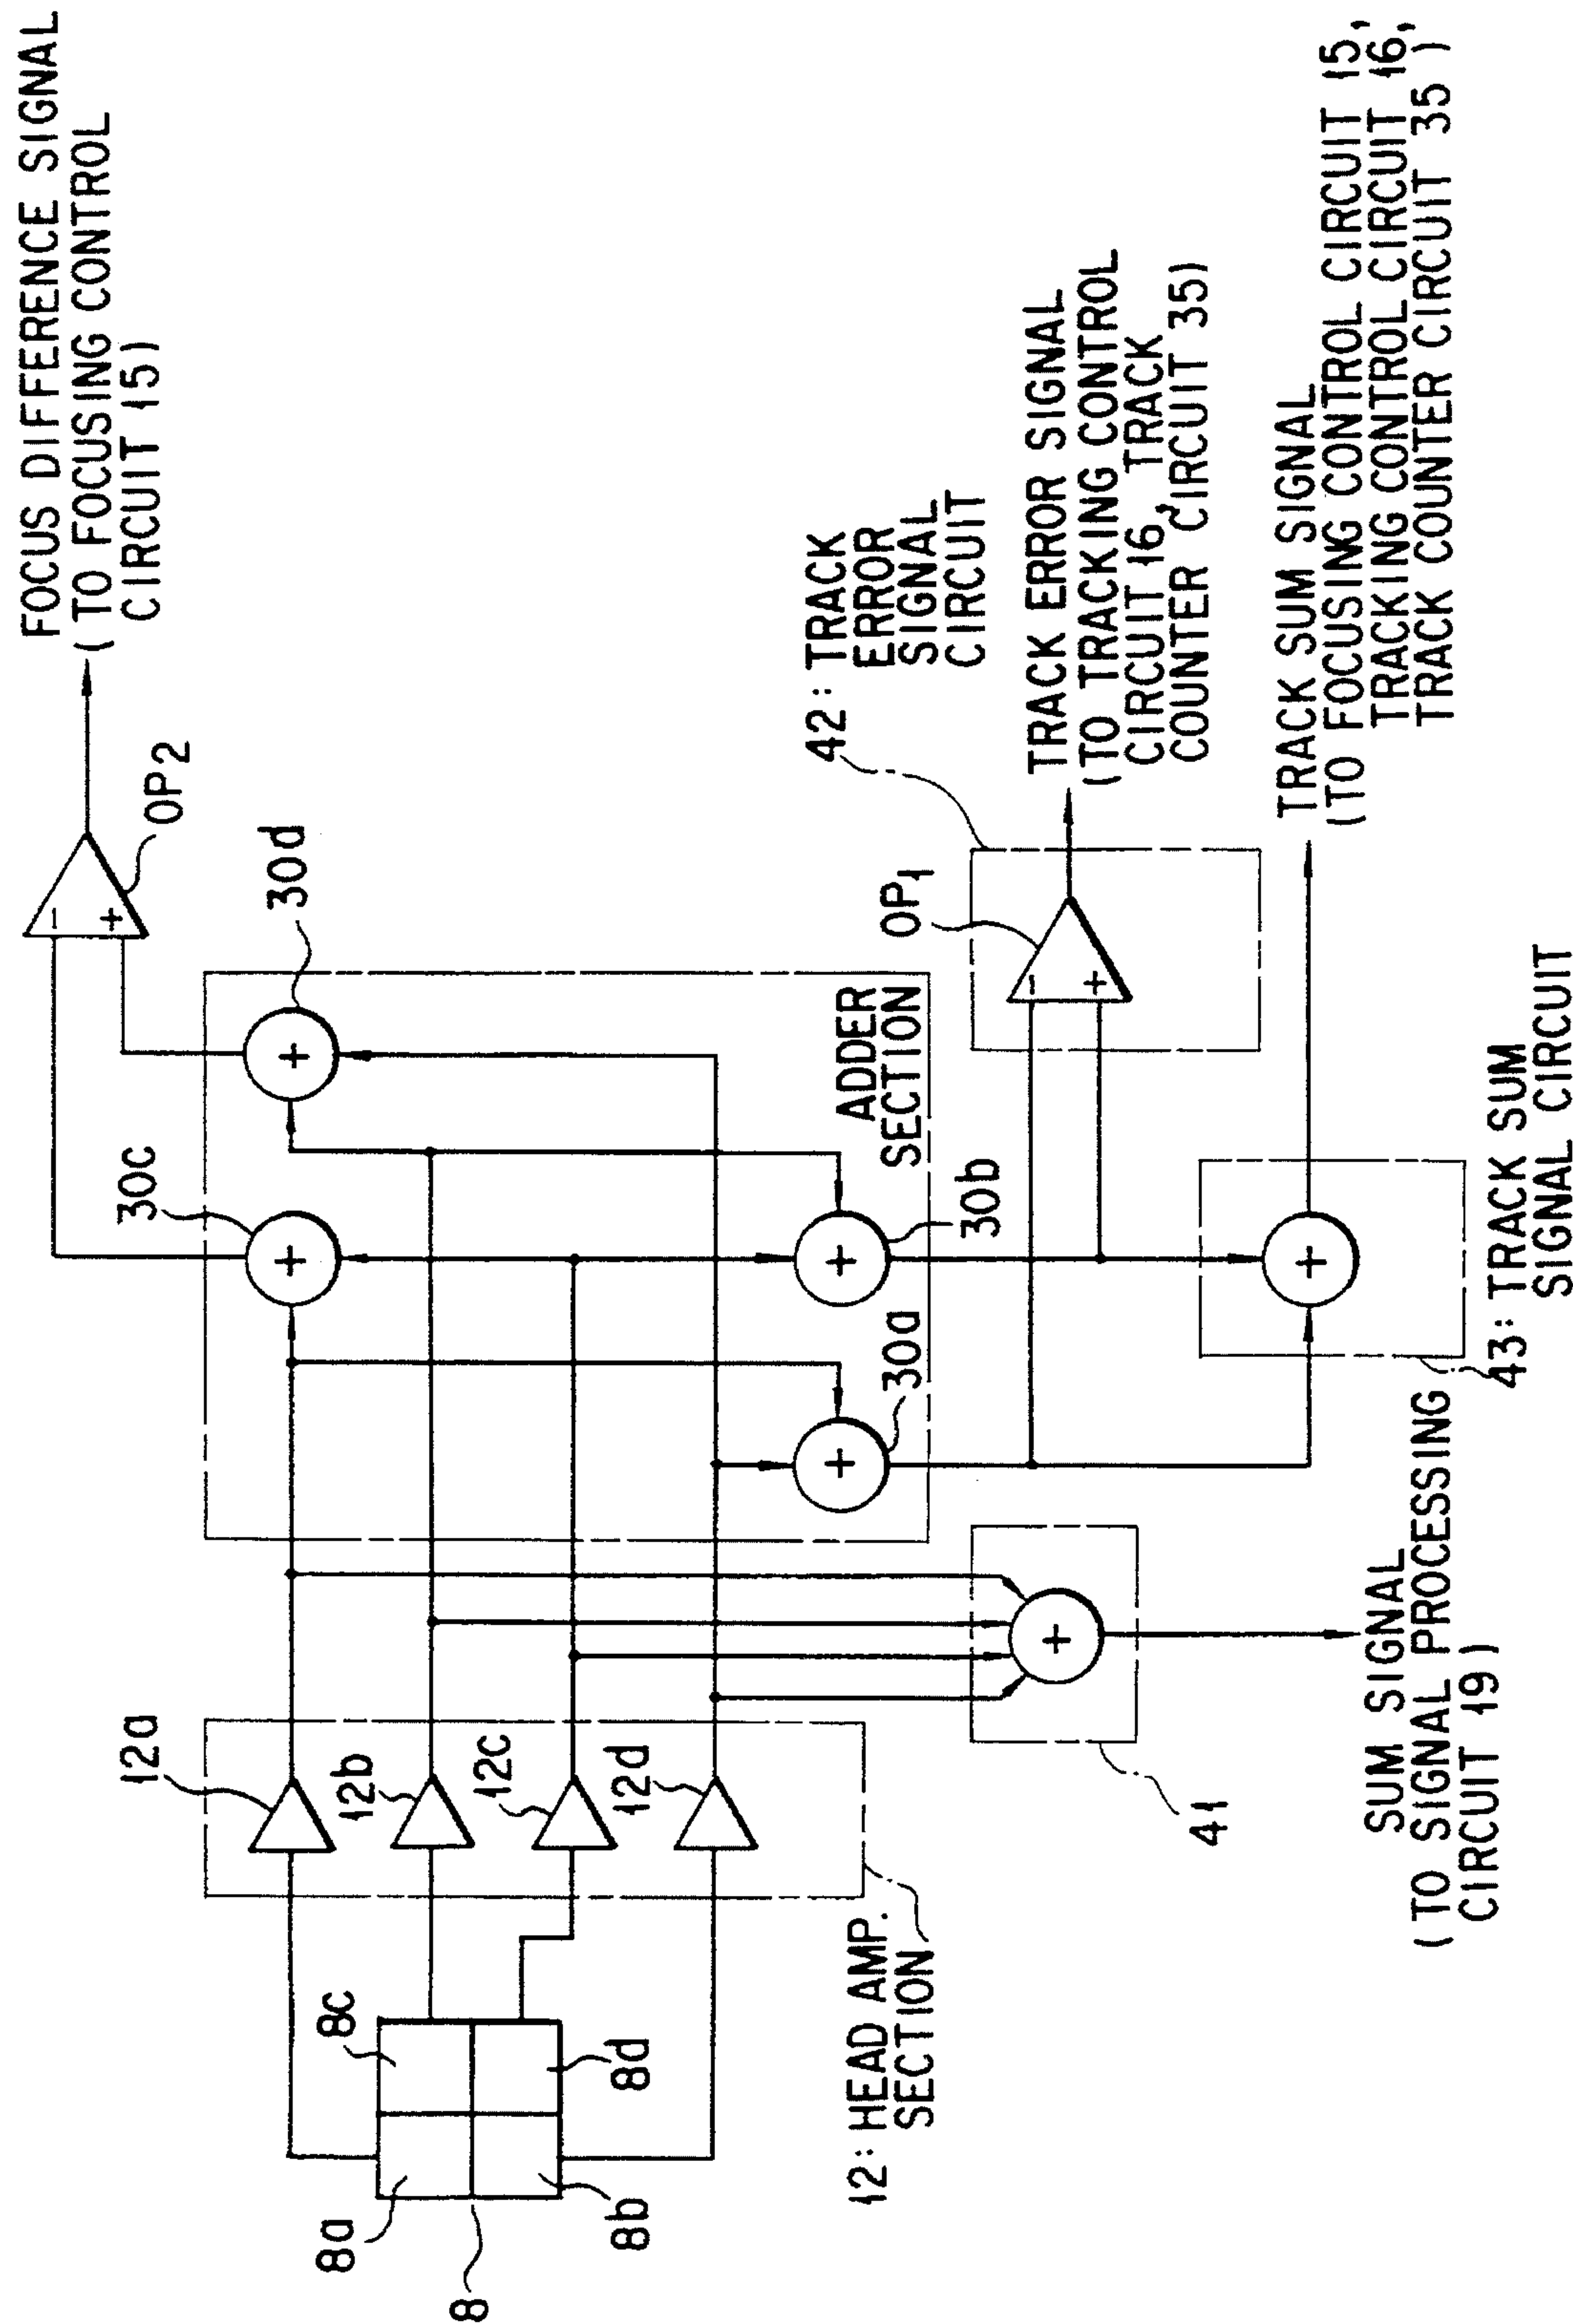 FOCUS DIFFERENCE SIGNAL
(TO FOCUSING CONTROL
CIRCUIT 15)
OP2
-
+
30c
30d
+
+
12a
12b
12c
12d
8c
8a
8d
8b
8
12: HEAD AMP.
SECTION
ADDER
SECTION
+
30a
+
30b
42: TRACK
ERROR
SIGNAL
CIRCUIT
OP1
-
+
TRACK ERROR SIGNAL
(TO TRACKING CONTROL
CIRCUIT 16, TRACK
COUNTER CIRCUIT 35)
+
41
SUM SIGNAL
(TO SIGNAL PROCESSING
CIRCUIT 19)
+
43: TRACK SUM
SIGNAL CIRCUIT
TRACK SUM SIGNAL
(TO FOCUSING CONTROL CIRCUIT 15,
TRACKING CONTROL CIRCUIT 16,
TRACK COUNTER CIRCUIT 35)